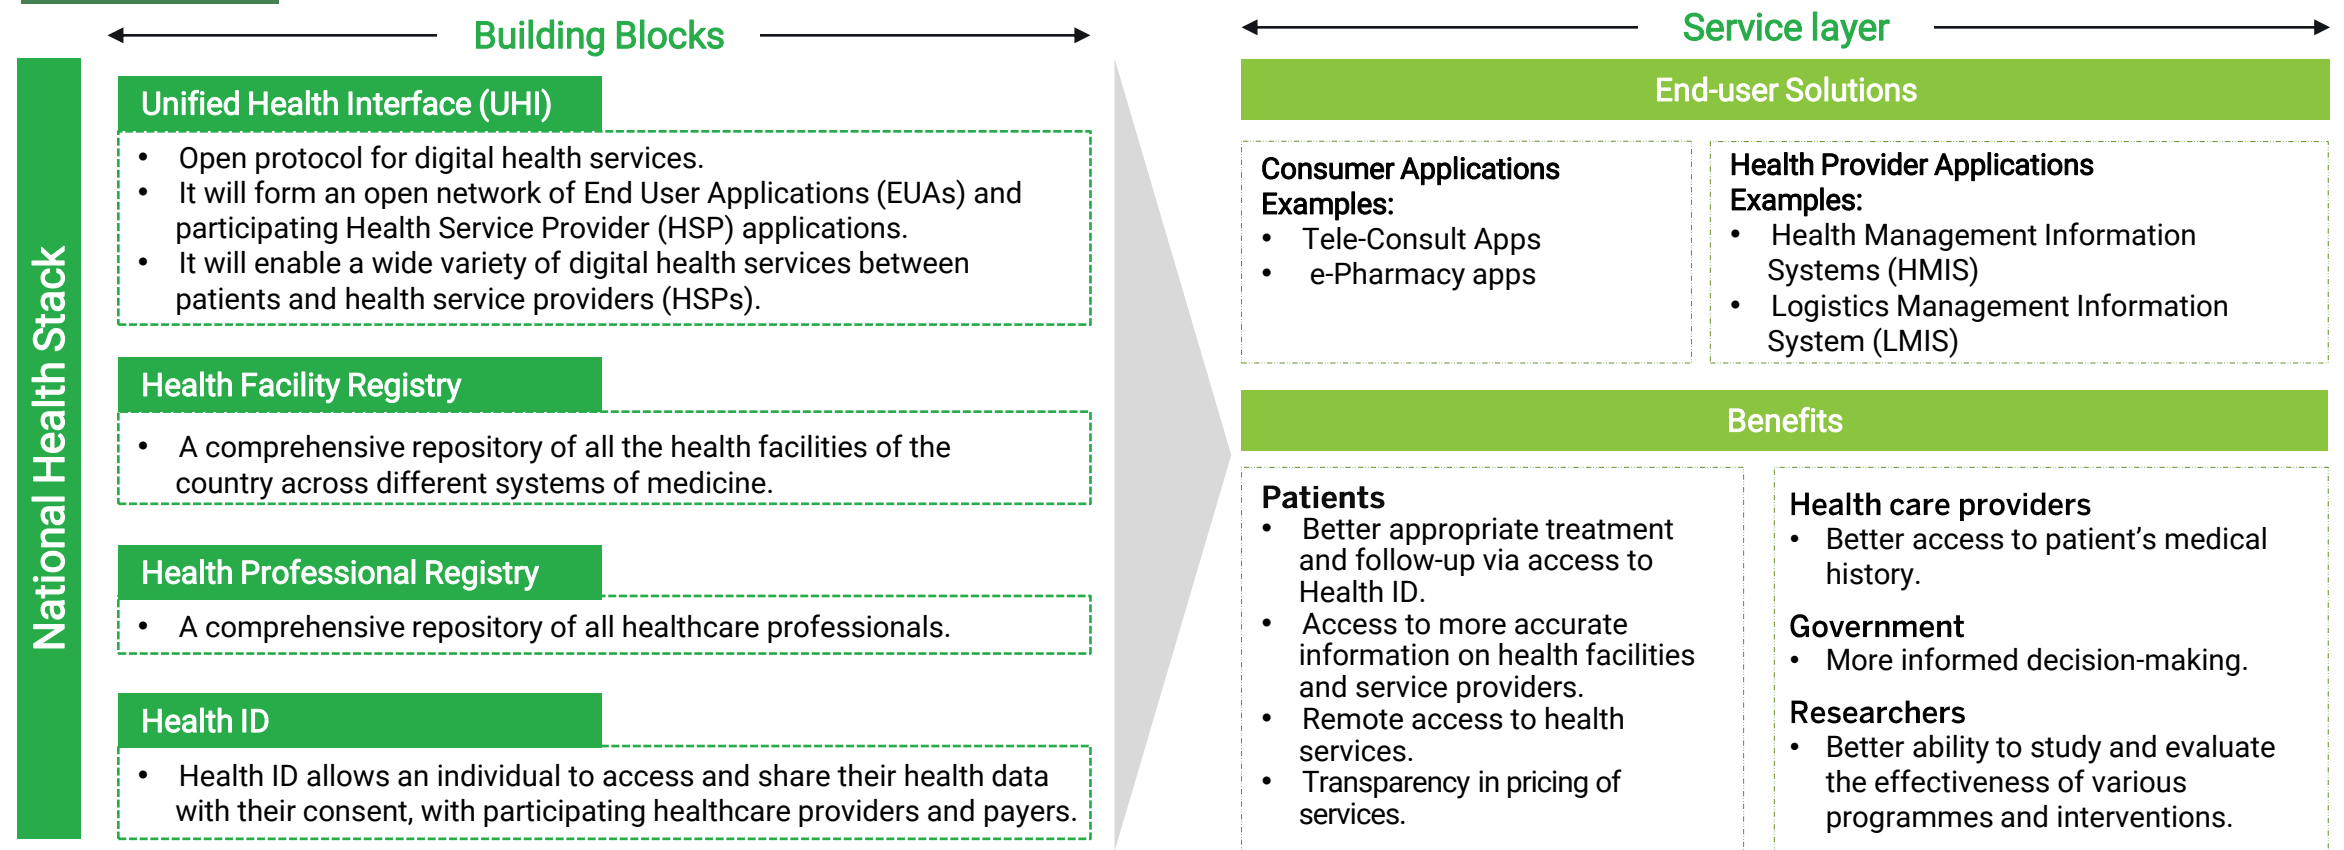 Building Blocks
Service layer
National Health Stack
Unified Health Interface (UHI)
• Open protocol for digital health services.
• It will form an open network of End User Applications (EUAs) and
participating Health Service Provider (HSP) applications.
• It will enable a wide variety of digital health services between
patients and health service providers (HSPs).
Health Facility Registry
• A comprehensive repository of all the health facilities of the
country across different systems of medicine.
Health Professional Registry
• A comprehensive repository of all healthcare professionals.
Health ID
• Health ID allows an individual to access and share their health data
with their consent, with participating healthcare providers and payers.
End-user Solutions
Consumer Applications
Examples:
• Tele-Consult Apps
• e-Pharmacy apps
Health Provider Applications
Examples:
• Health Management Information
Systems (HMIS)
• Logistics Management Information
System (LMIS)
Benefits
Patients
• Better appropriate treatment
and follow-up via access to
Health ID.
• Access to more accurate
information on health facilities
and service providers.
• Remote access to health
services.
• Transparency in pricing of
services.
Health care providers
• Better access to patient's medical
history.
Government
• More informed decision-making.
Researchers
• Better ability to study and evaluate
the effectiveness of various
programmes and interventions.